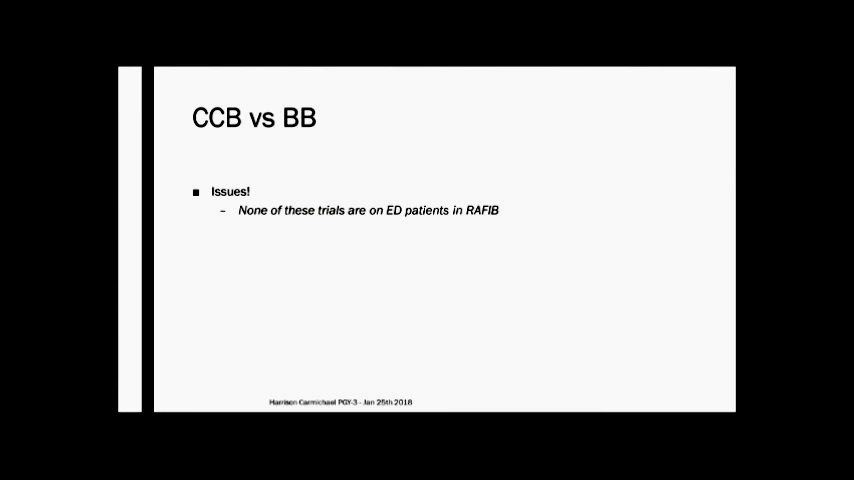 CCB vs BB
■ Issues!
– None of these trials are on ED patients in RAFIB
Harrison Carmichael PGY-3 - Jan 25th 2018